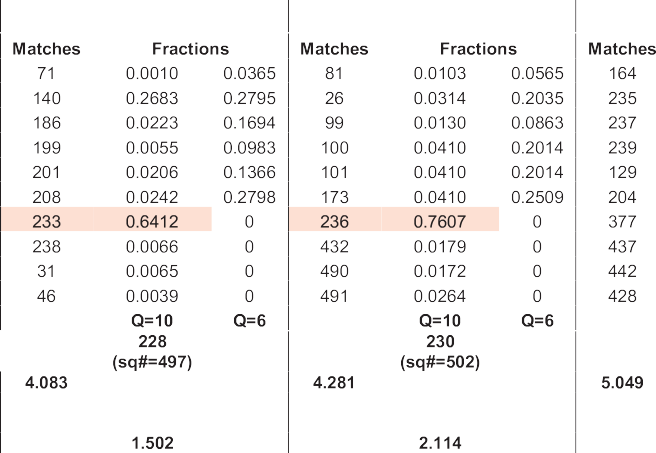 Matches Fractions Matches Fractions Matches
71 0.0010 0.0365 81 0.0103 0.0565 164
140 0.2683 0.2795 26 0.0314 0.2035 235
186 0.0223 0.1694 99 0.0130 0.0863 237
199 0.0055 0.0983 100 0.0410 0.2014 239
201 0.0206 0.1366 101 0.0410 0.2014 129
208 0.0242 0.2798 173 0.0410 0.2509 204
233 0.6412 0 236 0.7607 0 377
238 0.0066 0 432 0.0179 0 437
31 0.0065 0 490 0.0172 0 442
46 0.0039 0 491 0.0264 0 428
Q=10 Q=6 Q=10 Q=6
228 230
(sq#=497) (sq#=502)
4.083 4.281 5.049
1.502 2.114